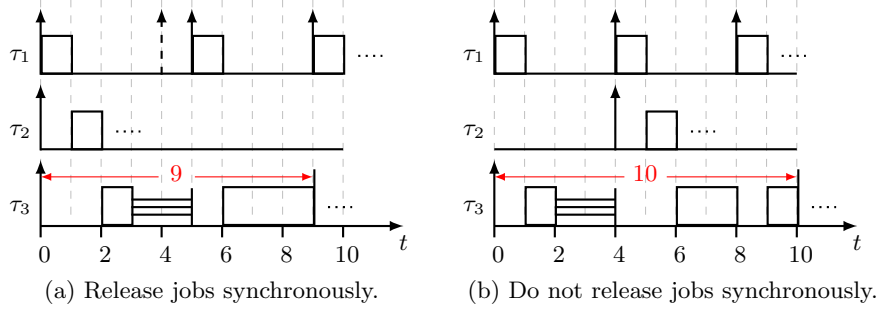 τ1 .... τ1 ....
τ2 .... τ2 ....
9 10
τ3 .... τ3 ....
0 2 4 6 8 10 t 0 2 4 6 8 10 t
(a) Release jobs synchronously. (b) Do not release jobs synchronously.